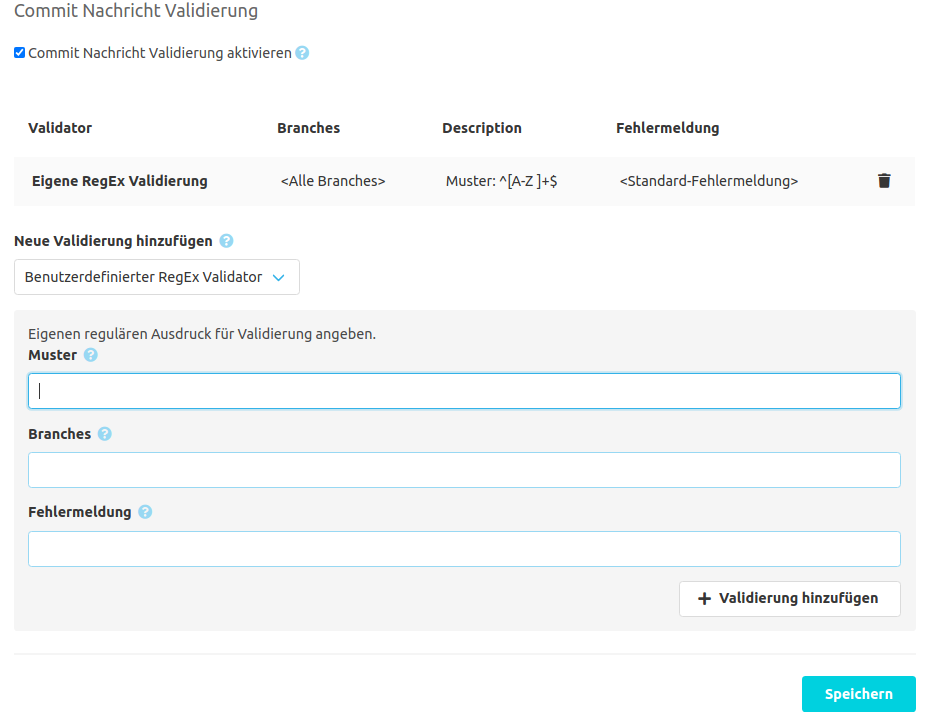 Commit Nachricht Validierung
Commit Nachricht Validierung aktivieren ?
Validator Branches Description Fehlermeldung
Eigene RegEx Validierung <Alle Branches> Muster: ^[A-Z ]+$ <Standard-Fehlermeldung>
Neue Validierung hinzufügen ?
Benutzerdefinierter RegEx Validator
Eigenen regulären Ausdruck für Validierung angeben.
Muster ?
Branches ?
Fehlermeldung ?
+ Validierung hinzufügen
Speichern